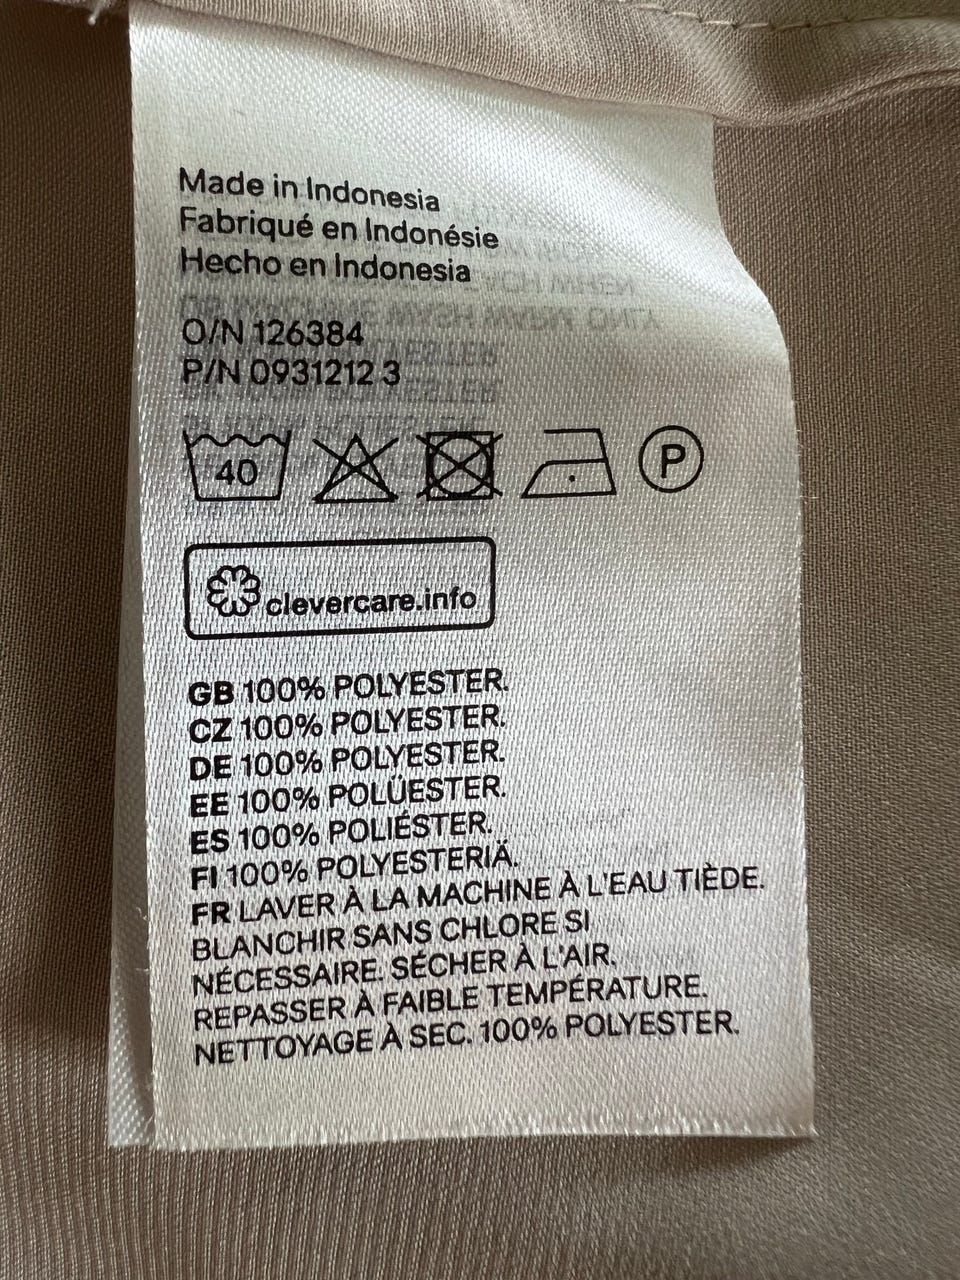 Made in Indonesia
Fabriqué en Indonésie
Hecho en Indonesia
O/N 126384
P/N 0931212 3
40
P
clevercare.info
GB 100% POLYESTER.
CZ 100% POLYESTER.
DE 100% POLYESTER.
EE 100% POLÜESTER.
ES 100% POLIÉSTER.
FI 100% POLYESTERIÄ.
FR LAVER À LA MACHINE À L'EAU TIÈDE.
BLANCHIR SANS CHLORE SI
NÉCESSAIRE. SÉCHER À L'AIR.
REPASSER À FAIBLE TEMPÉRATURE.
NETTOYAGE À SEC. 100% POLYESTER.